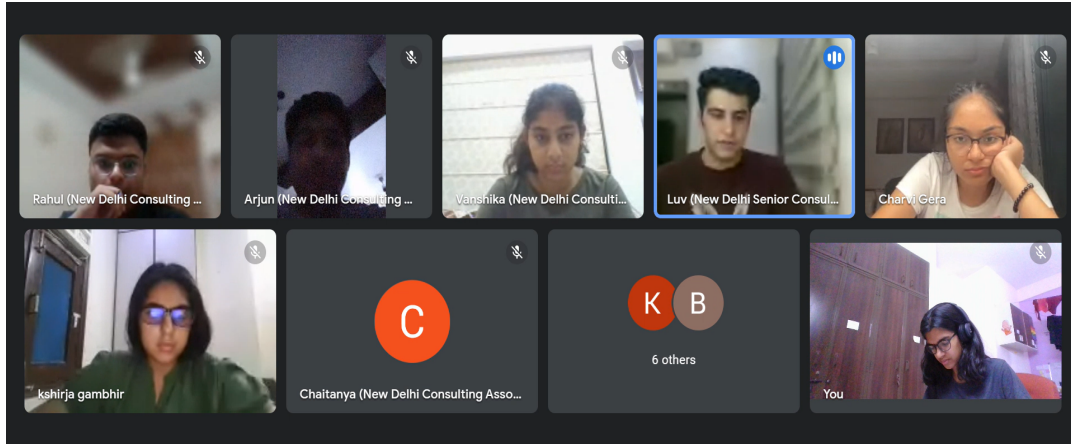 Rahul (New Delhi Consulting ...
Arjun (New Delhi Consulting ...
Vanshika (New Delhi Consulti...
Luv (New Delhi Senior Consul...
Charvi Gera
kshirja gambhir
C
Chaitanya (New Delhi Consulting Asso...
K B
6 others
You